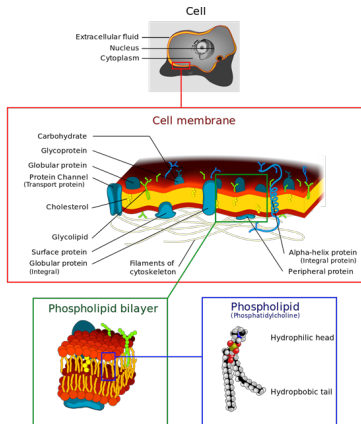 Cell
Extracellular fluid
Nucleus
Cytoplasm
Cell membrane
Carbohydrate
Glycoprotein
Globular protein
Protein Channel
(Transport protein)
Cholesterol
Glycolipid
Surface protein
Globular protein
(Integral)
Filaments of
cytoskeleton
Alpha-helix protein
(Integral protein)
Peripheral protein
Phospholipid bilayer
Phospholipid
(Phosphatidylcholine)
Hydrophilic head
Hydropobic tail